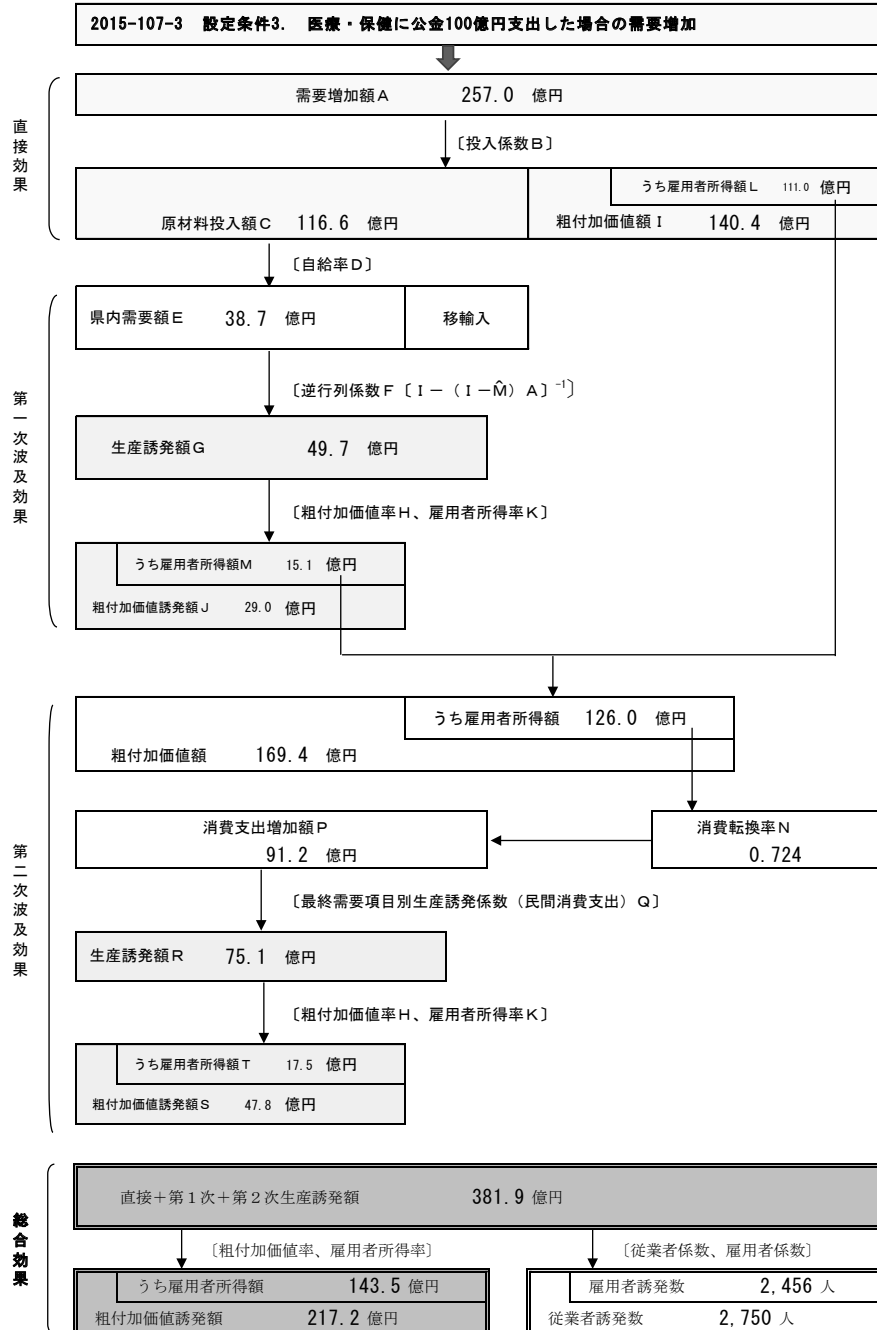 2015-107-3 設定条件3. 医療・保健に公金100億円支出した場合の需要増加
直接効果
需要増加額A 257.0 億円
〔投入係数B〕
うち雇用者所得額L 111.0 億円
原材料投入額C 116.6 億円
粗付加価値額I 140.4 億円
〔自給率D〕
第一次波及効果
県内需要額E 38.7 億円
移輸入
〔逆行列係数F〔I-(I-M̂)A〕⁻¹〕
生産誘発額G 49.7 億円
〔粗付加価値率H、雇用者所得率K〕
うち雇用者所得額M 15.1 億円
粗付加価値誘発額J 29.0 億円
第二次波及効果
うち雇用者所得額 126.0 億円
粗付加価値額 169.4 億円
消費支出増加額P
91.2 億円
消費転換率N
0.724
〔最終需要項目別生産誘発係数(民間消費支出)Q〕
生産誘発額R 75.1 億円
〔粗付加価値率H、雇用者所得率K〕
うち雇用者所得額T 17.5 億円
粗付加価値誘発額S 47.8 億円
総合効果
直接+第1次+第2次生産誘発額 381.9 億円
〔粗付加価値率、雇用者所得率〕
〔従業者係数、雇用者係数〕
うち雇用者所得額 143.5 億円
粗付加価値誘発額 217.2 億円
雇用者誘発数 2,456 人
従業者誘発数 2,750 人